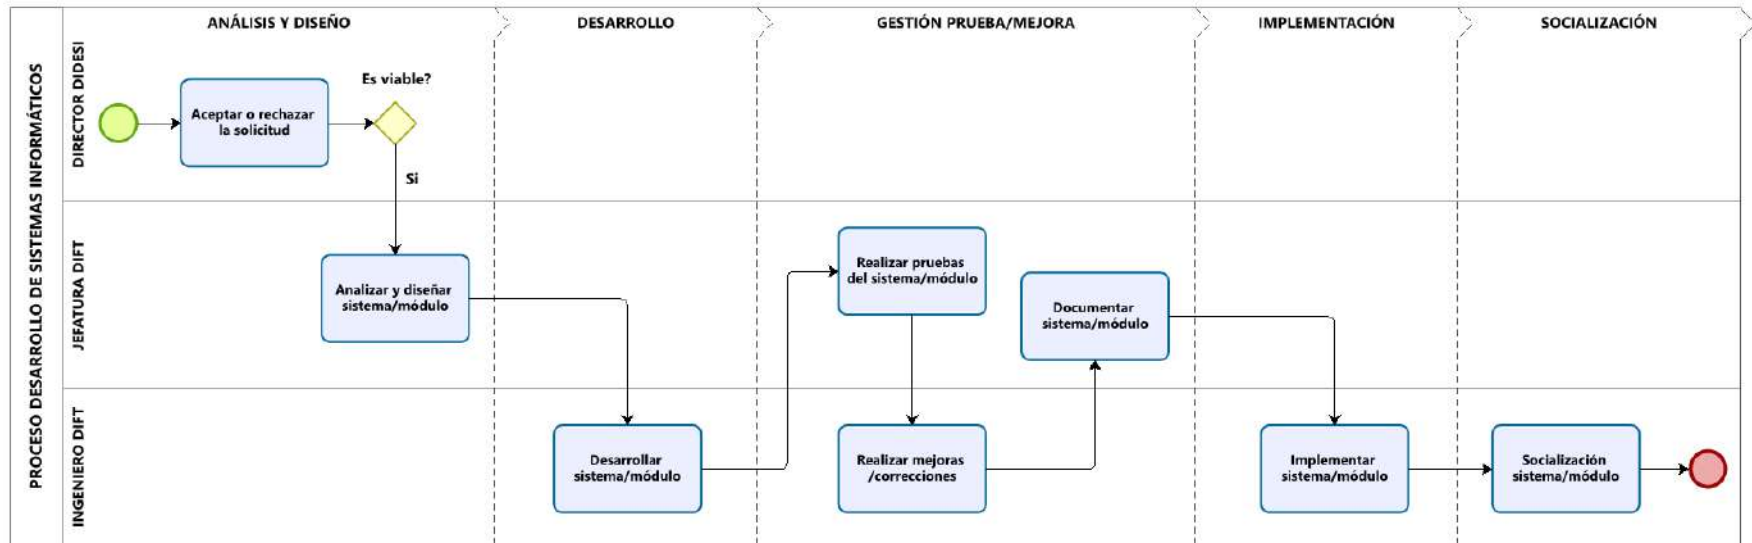 PROCESO DESARROLLO DE SISTEMAS INFORMÁTICOS
ANÁLISIS Y DISEÑO
DESARROLLO
GESTIÓN PRUEBA/MEJORA
IMPLEMENTACIÓN
SOCIALIZACIÓN
DIRECTOR DIDESI
Aceptar o rechazar
la solicitud
Es viable?
Si
JEFATURA DIFT
Analizar y diseñar
sistema/módulo
Realizar pruebas
del sistema/módulo
Documentar
sistema/módulo
INGENIERO DIFT
Desarrollar
sistema/módulo
Realizar mejoras
/correcciones
Implementar
sistema/módulo
Socialización
sistema/módulo